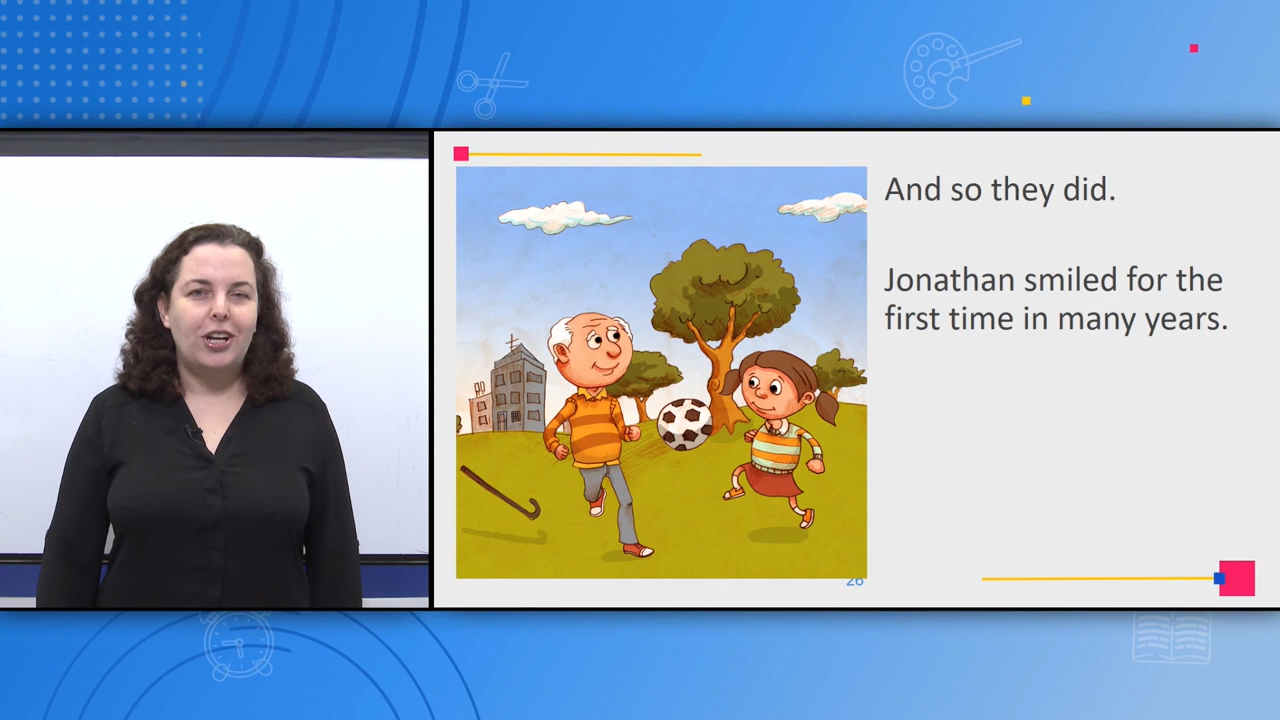 And so they did.
Jonathan smiled for the
first time in many years.
26